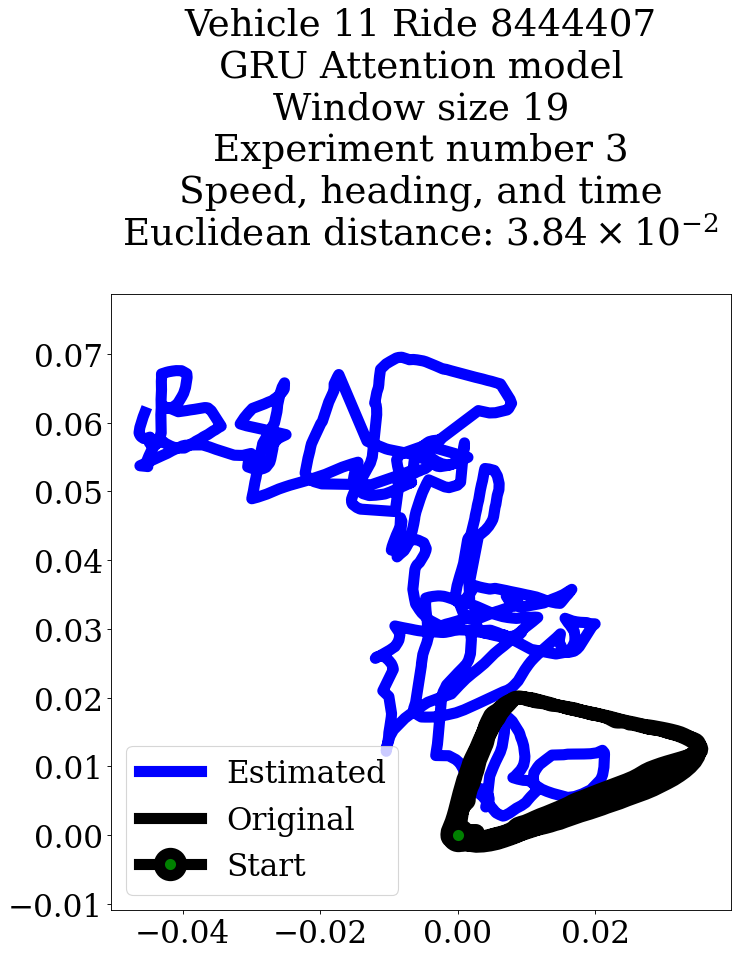 Vehicle 11 Ride 8444407
GRU Attention model
Window size 19
Experiment number 3
Speed, heading, and time
Euclidean distance: 3.84 × 10⁻²
0.07
0.06
0.05
0.04
0.03
0.02
0.01
0.00
−0.01
Estimated
Original
Start
−0.04 −0.02 0.00 0.02